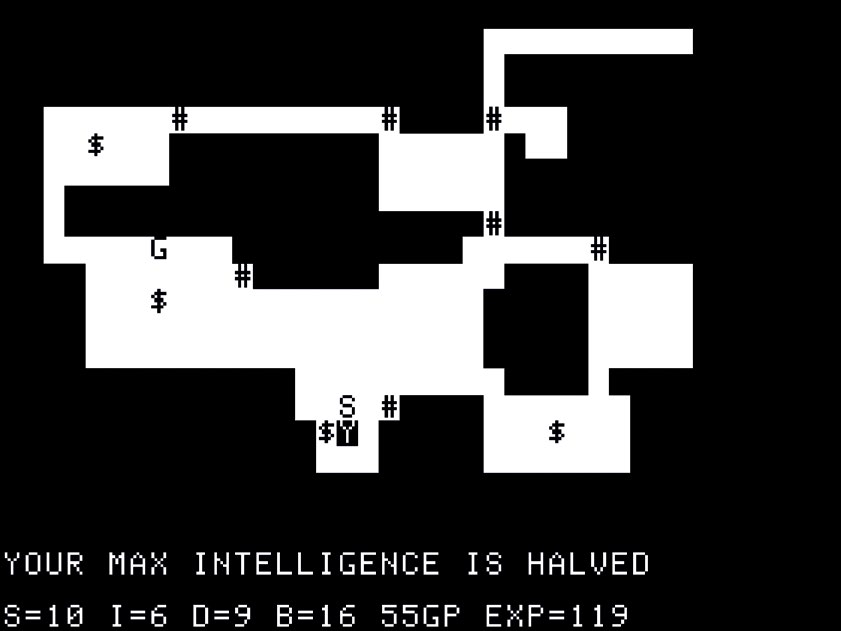 # # #
$
#
G #
#
$
S #
$Y $
YOUR MAX INTELLIGENCE IS HALVED
S=10 I=6 D=9 B=16 55GP EXP=119